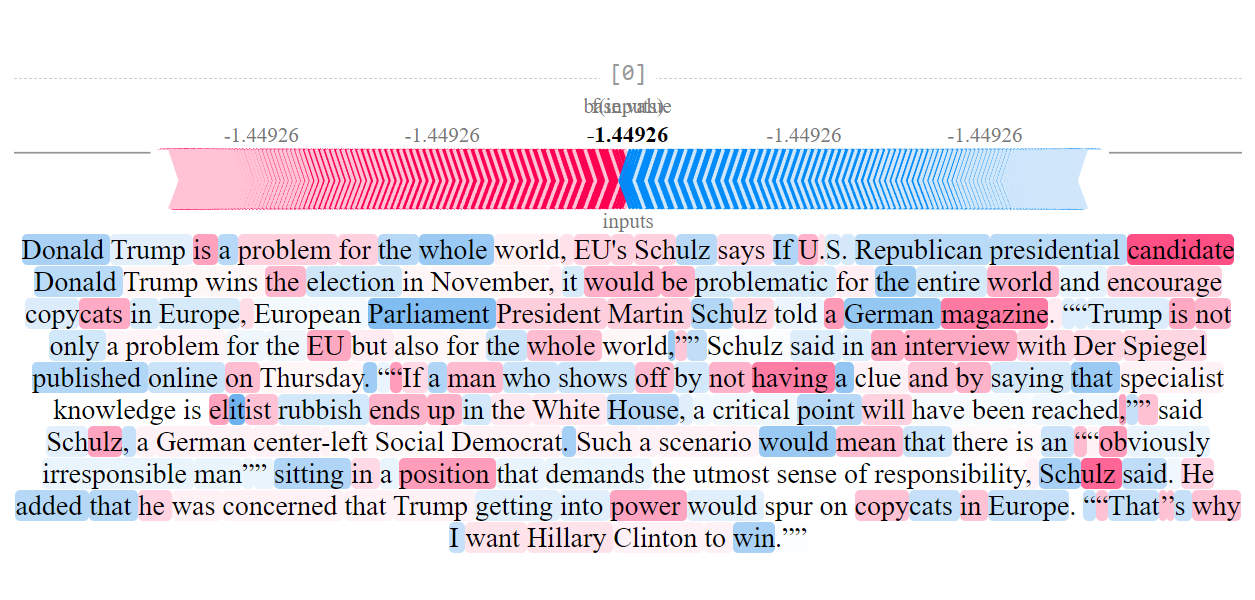 [0]
-1.44926 -1.44926 -1.44926 -1.44926 -1.44926
inputs
Donald Trump is a problem for the whole world, EU's Schulz says If U.S. Republican presidential candidate
Donald Trump wins the election in November, it would be problematic for the entire world and encourage
copycats in Europe, European Parliament President Martin Schulz told a German magazine. ““Trump is not
only a problem for the EU but also for the whole world,”” Schulz said in an interview with Der Spiegel
published online on Thursday. ““If a man who shows off by not having a clue and by saying that specialist
knowledge is elitist rubbish ends up in the White House, a critical point will have been reached,”” said
Schulz, a German center-left Social Democrat. Such a scenario would mean that there is an ““obviously
irresponsible man”” sitting in a position that demands the utmost sense of responsibility, Schulz said. He
added that he was concerned that Trump getting into power would spur on copycats in Europe. ““That’’s why
I want Hillary Clinton to win.””